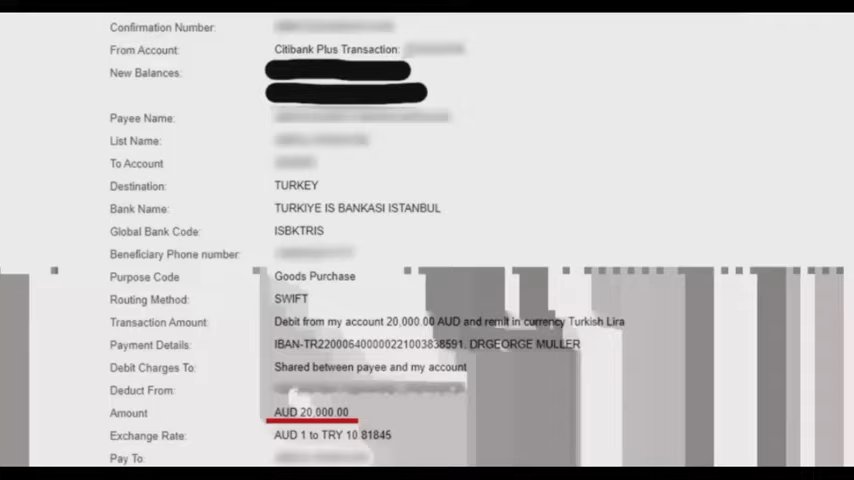 Confirmation Number:
From Account: Citibank Plus Transaction:
New Balances:
Payee Name:
List Name:
To Account
Destination: TURKEY
Bank Name: TURKIYE IS BANKASI ISTANBUL
Global Bank Code: ISBKTRIS
Beneficiary Phone number:
Purpose Code Goods Purchase
Routing Method: SWIFT
Transaction Amount: Debit from my account 20,000.00 AUD and remit in currency Turkish Lira
Payment Details: IBAN-TR220006400000221003838591. DRGEORGE MULLER
Debit Charges To: Shared between payee and my account
Deduct From:
Amount AUD 20,000.00
Exchange Rate: AUD 1 to TRY 10.81845
Pay To: